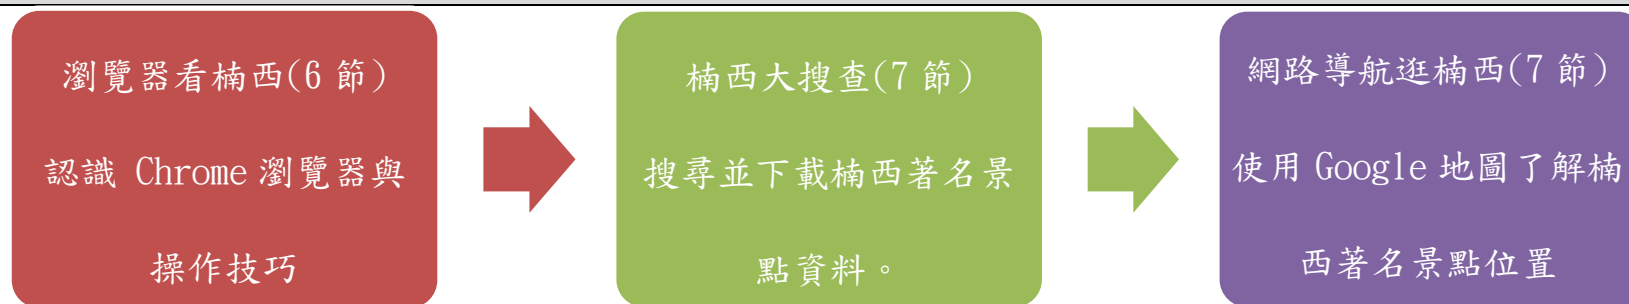 瀏覽器看楠西(6 節)
認識 Chrome 瀏覽器與
操作技巧
楠西大搜查(7 節)
搜尋並下載楠西著名景
點資料。
網路導航逛楠西(7 節)
使用 Google 地圖了解楠
西著名景點位置